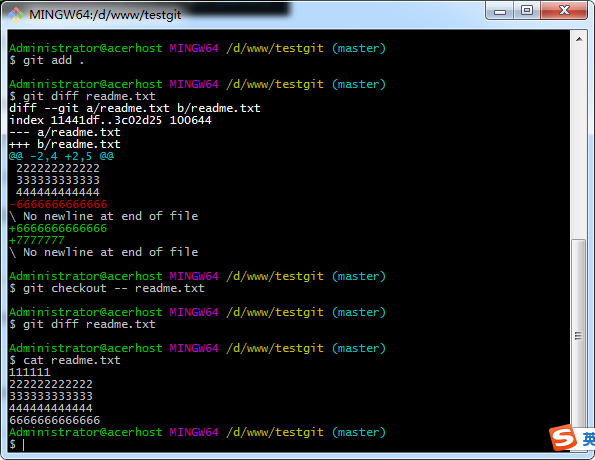 MINGW64:/d/www/testgit
Administrator@acerhost MINGW64 /d/www/testgit (master)
$ git add .
Administrator@acerhost MINGW64 /d/www/testgit (master)
$ git diff readme.txt
diff --git a/readme.txt b/readme.txt
index 11441df..3c02d25 100644
--- a/readme.txt
+++ b/readme.txt
@@ -2,4 +2,5 @@
 222222222222
 333333333333
 444444444444
-6666666666666
\ No newline at end of file
+6666666666666
+7777777
\ No newline at end of file
Administrator@acerhost MINGW64 /d/www/testgit (master)
$ git checkout -- readme.txt
Administrator@acerhost MINGW64 /d/www/testgit (master)
$ git diff readme.txt
Administrator@acerhost MINGW64 /d/www/testgit (master)
$ cat readme.txt
111111
222222222222
333333333333
444444444444
6666666666666
Administrator@acerhost MINGW64 /d/www/testgit (master)
$
S 英